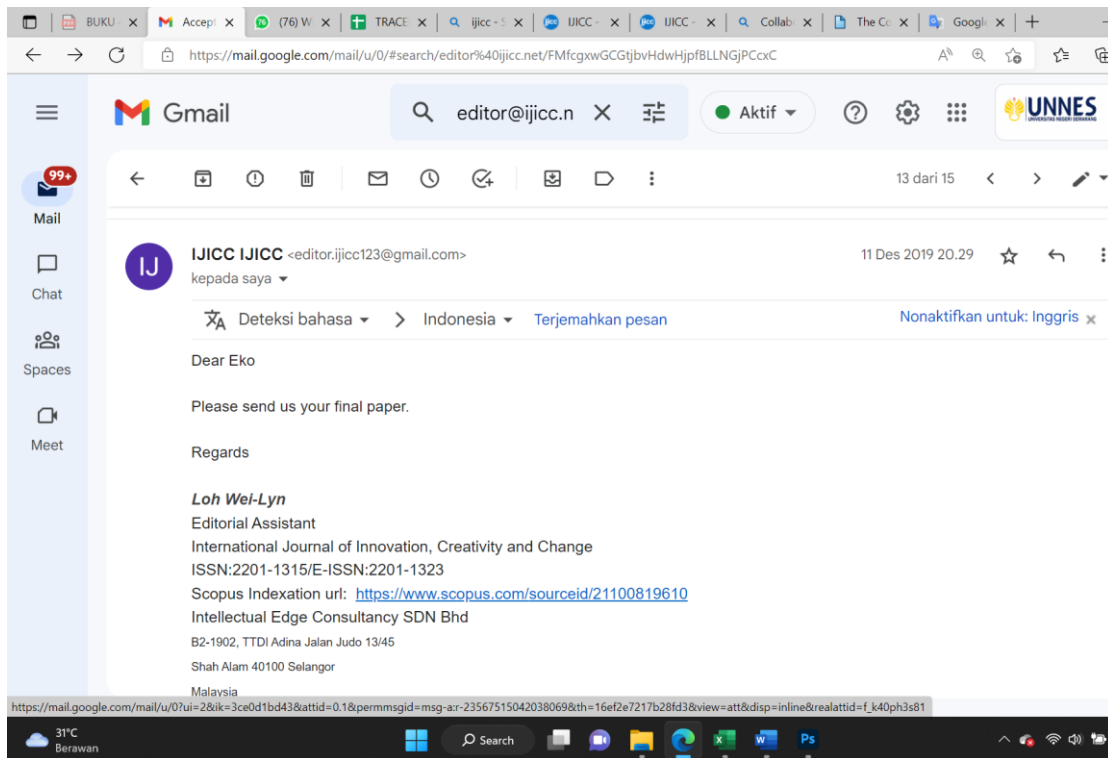 BUKU
Accept
(76) W
TRACE
ijicc - S
IJICC -
IJICC -
Collab
The Co
Googl
https://mail.google.com/mail/u/0/#search/editor%40ijicc.net/FMfcgxwGCGtjbvHdwHjpfBLLNGjPCcxC
Gmail
editor@ijicc.n
Aktif
UNNES
UNIVERSITAS NEGERI SEMARANG
99+
Mail
Chat
Spaces
Meet
13 dari 15
IJ
IJICC IJICC <editor.ijicc123@gmail.com>
11 Des 2019 20.29
kepada saya
Deteksi bahasa
Indonesia
Terjemahkan pesan
Nonaktifkan untuk: Inggris
Dear Eko
Please send us your final paper.
Regards
Loh Wei-Lyn
Editorial Assistant
International Journal of Innovation, Creativity and Change
ISSN:2201-1315/E-ISSN:2201-1323
Scopus Indexation url: https://www.scopus.com/sourceid/21100819610
Intellectual Edge Consultancy SDN Bhd
B2-1902, TTDI Adina Jalan Judo 13/45
Shah Alam 40100 Selangor
Malaysia
https://mail.google.com/mail/u/0?ui=2&ik=3ce0d1bd43&attid=0.1&permmsgid=msg-a:r-2356751504203806​9&th=16ef2e7217b28fd3&view=att&disp=inline&realattid=f_k40ph3s81
31°C
Berawan
Search